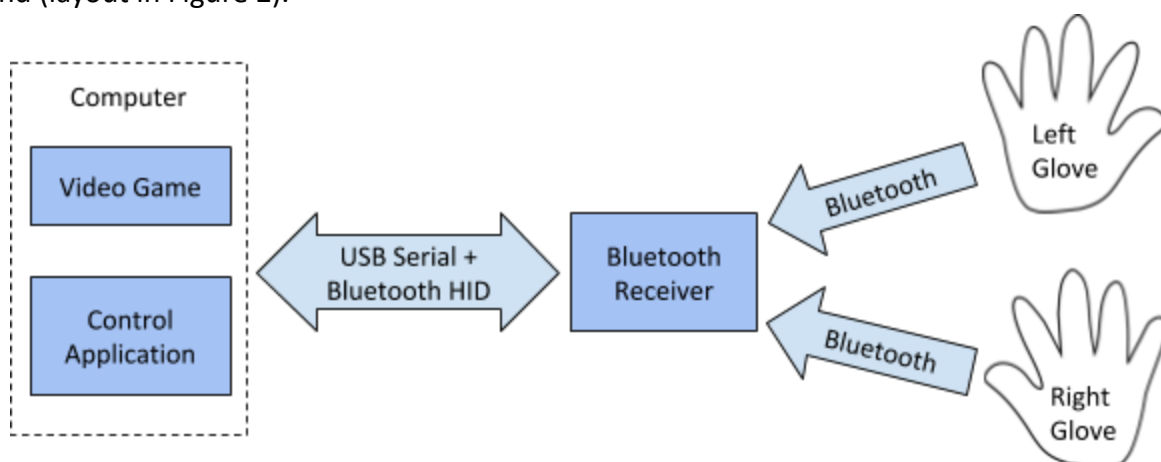 (layout in Figure 2).
Computer
Video Game
Control
Application
USB Serial +
Bluetooth HID
Bluetooth
Receiver
Bluetooth
Bluetooth
Left
Glove
Right
Glove